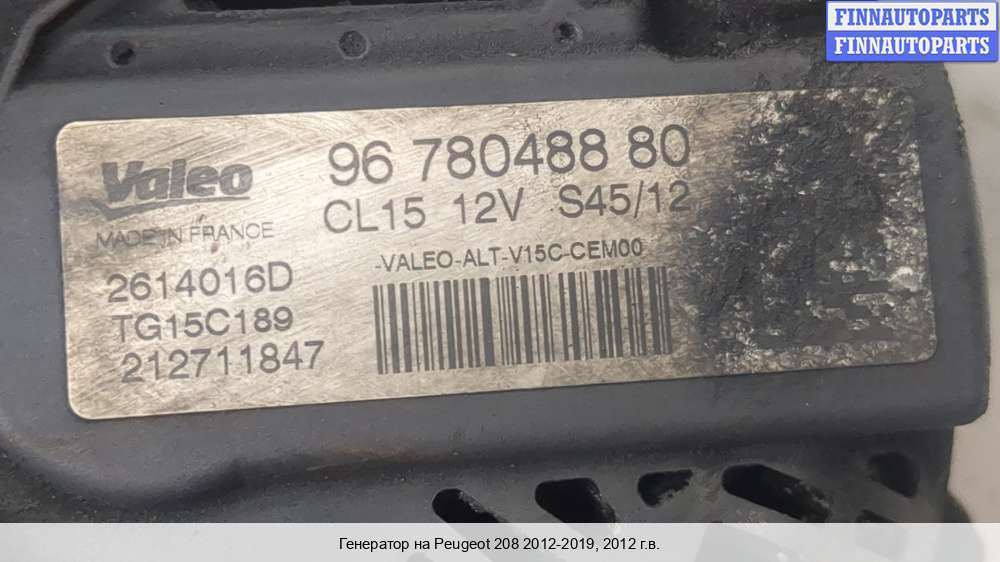 FINNAUTOPARTS
FINNAUTOPARTS
Valeo
MADE IN FRANCE
96 780488 80
CL15 12V S45/12
-VALEO-ALT-V15C-CEM00
2614016D
TG15C189
212711847
Генератор на Peugeot 208 2012-2019, 2012 г.в.